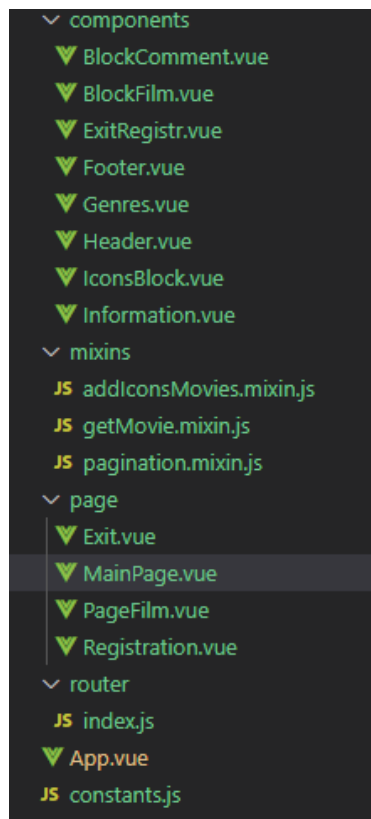 components
BlockComment.vue
BlockFilm.vue
ExitRegistr.vue
Footer.vue
Genres.vue
Header.vue
IconsBlock.vue
Information.vue
mixins
JS addIconsMovies.mixin.js
JS getMovie.mixin.js
JS pagination.mixin.js
page
Exit.vue
MainPage.vue
PageFilm.vue
Registration.vue
router
JS index.js
App.vue
JS constants.js